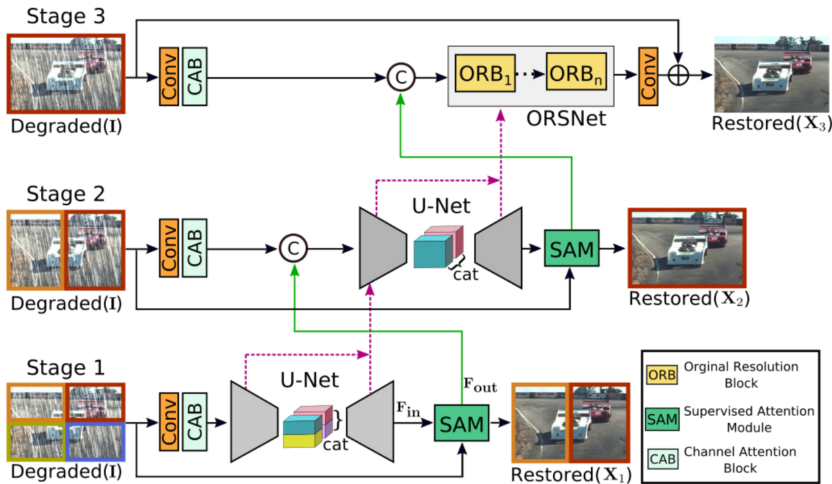 Stage 3
Degraded(I)
Conv
CAB
C
ORB1
ORBn
ORSNet
Conv
Restored(X3)
Stage 2
Degraded(I)
Conv
CAB
C
U-Net
cat
SAM
Restored(X2)
Stage 1
Degraded(I)
Conv
CAB
U-Net
cat
Fin
Fout
SAM
Restored(X1)
ORB Orginal Resolution
Block
SAM Supervised Attention
Module
CAB Channel Attention
Block